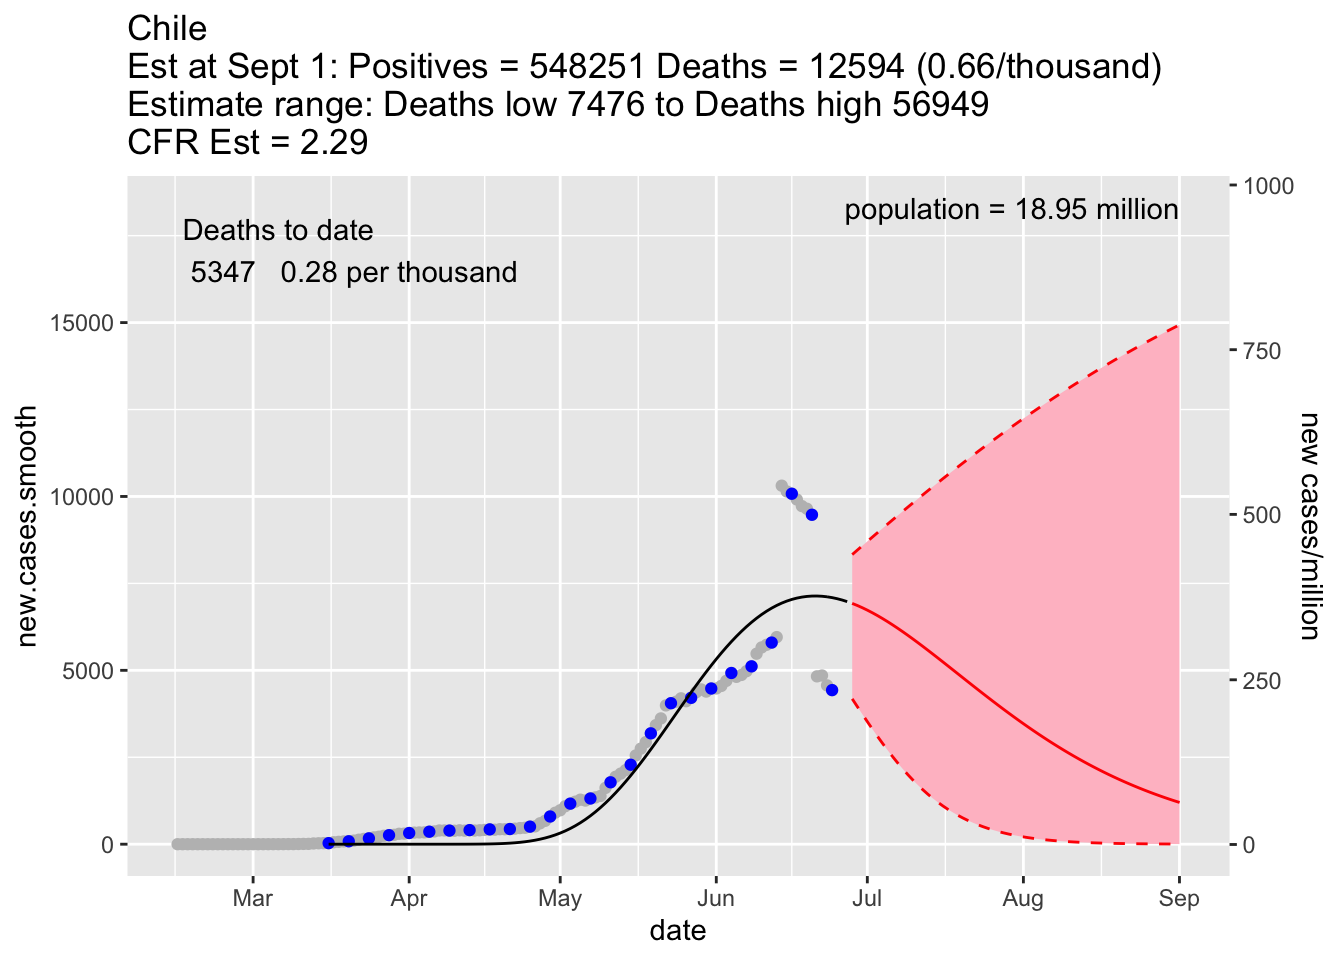 Chile
Est at Sept 1: Positives = 548251 Deaths = 12594 (0.66/thousand)
Estimate range: Deaths low 7476 to Deaths high 56949
CFR Est = 2.29
1000
population = 18.95 million
Deaths to date
5347 0.28 per thousand
15000
750
10000
500
5000
250
0
0
new.cases.smooth
new cases/million
Mar Apr May Jun Jul Aug Sep
date